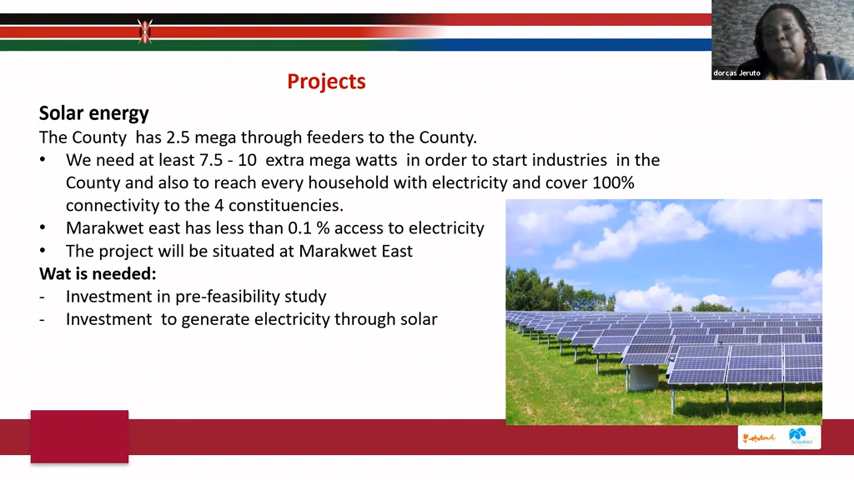 dorcas Jeruto
Projects
Solar energy
The County has 2.5 mega through feeders to the County.
• We need at least 7.5 - 10 extra mega watts in order to start industries in the
County and also to reach every household with electricity and cover 100%
connectivity to the 4 constituencies.
• Marakwet east has less than 0.1 % access to electricity
• The project will be situated at Marakwet East
Wat is needed:
- Investment in pre-feasibility study
- Investment to generate electricity through solar